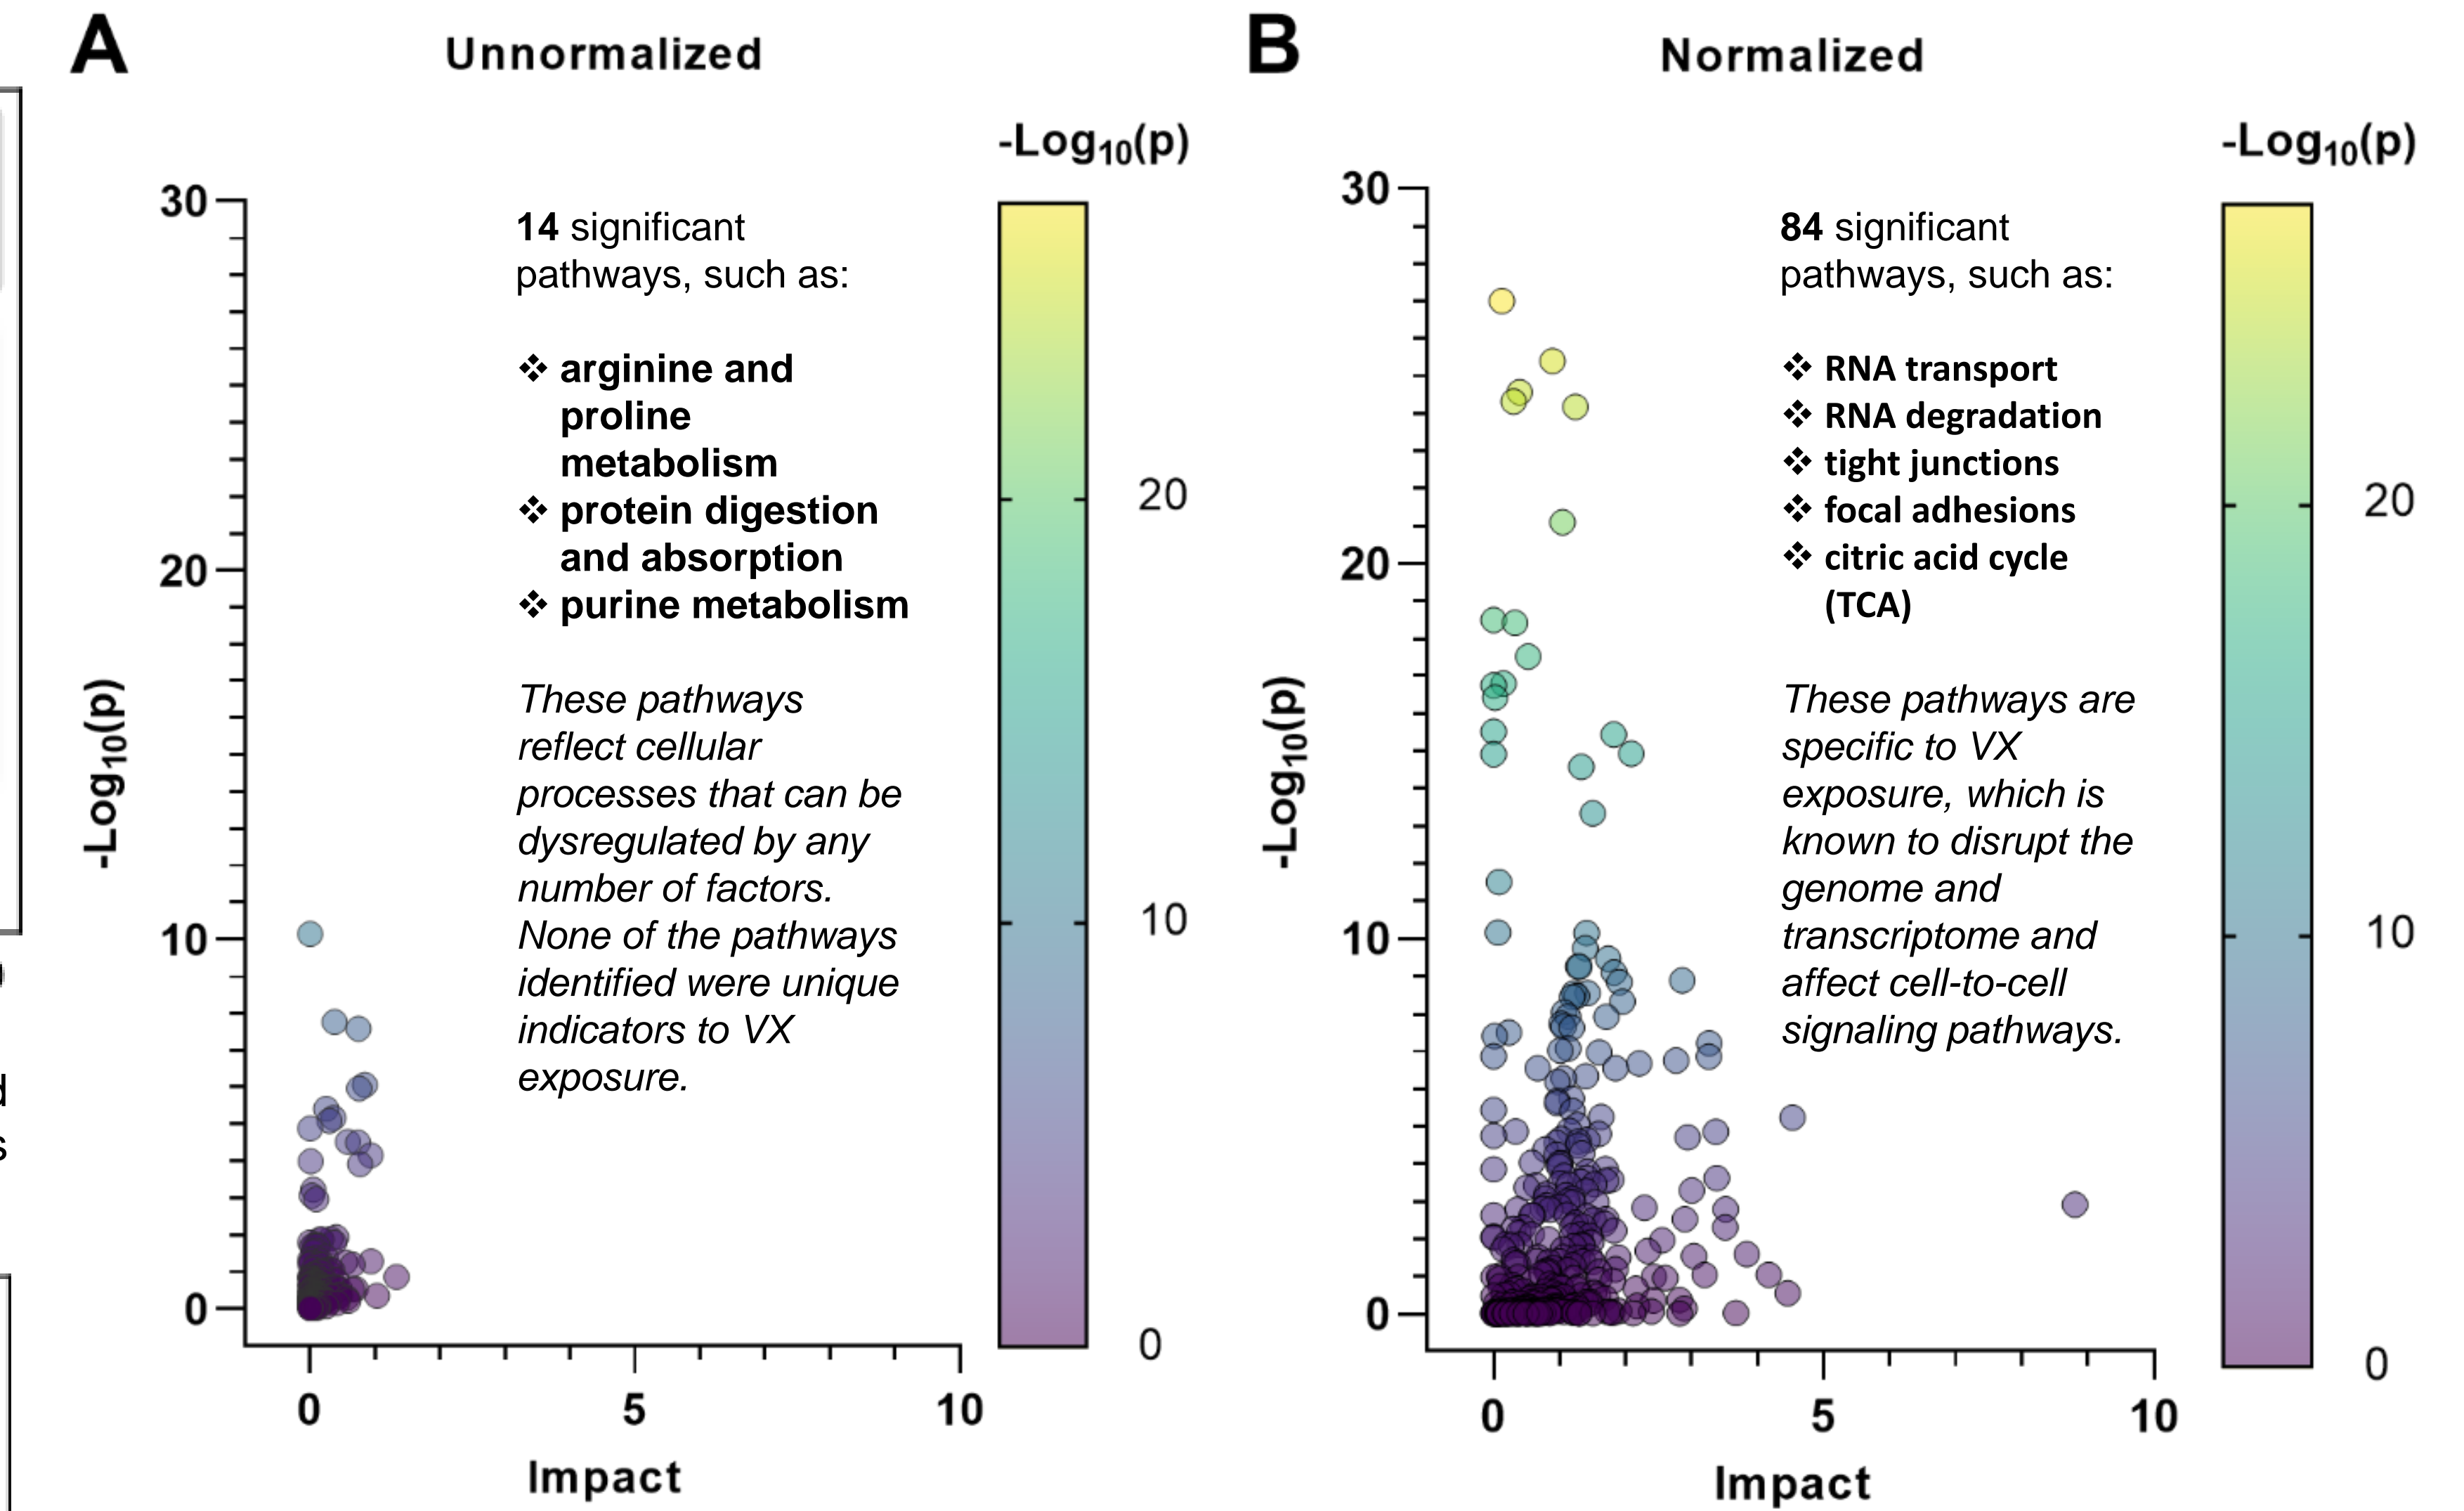 A
Unnormalized
-Log10(p)
30
20
10
0
-Log10(p)
0
5
10
Impact
14 significant
pathways, such as:
❖ arginine and
proline
metabolism
❖ protein digestion
and absorption
❖ purine metabolism
These pathways
reflect cellular
processes that can be
dysregulated by any
number of factors.
None of the pathways
identified were unique
indicators to VX
exposure.
20
10
0
B
Normalized
-Log10(p)
30
20
10
0
-Log10(p)
0
5
10
Impact
84 significant
pathways, such as:
❖ RNA transport
❖ RNA degradation
❖ tight junctions
❖ focal adhesions
❖ citric acid cycle
(TCA)
These pathways are
specific to VX
exposure, which is
known to disrupt the
genome and
transcriptome and
affect cell-to-cell
signaling pathways.
20
10
0